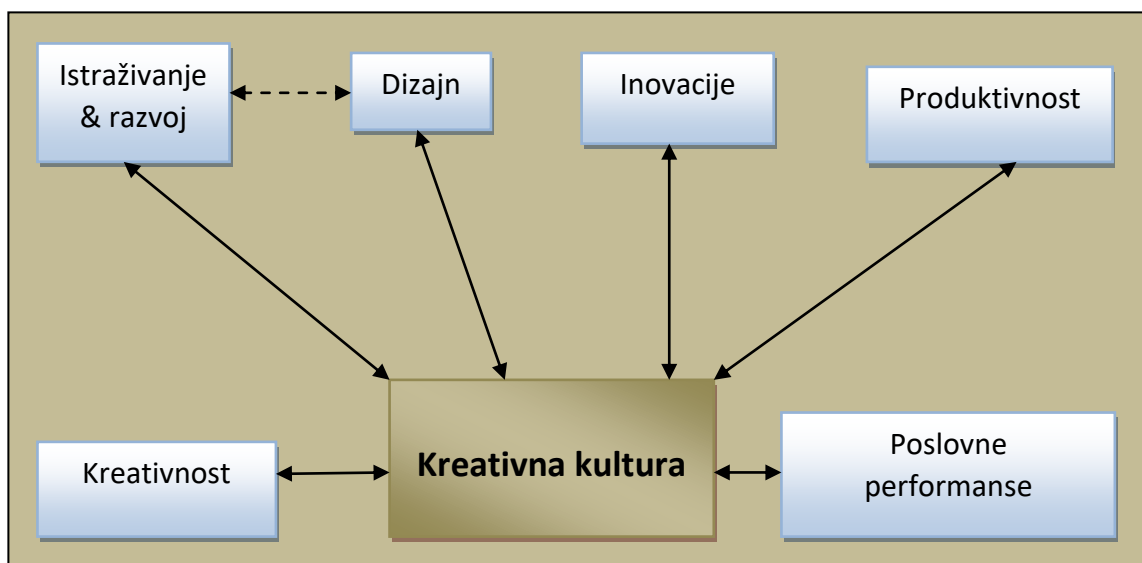 Istraživanje
& razvoj
Dizajn
Inovacije
Produktivnost
Kreativnost
Kreativna kultura
Poslovne
performanse